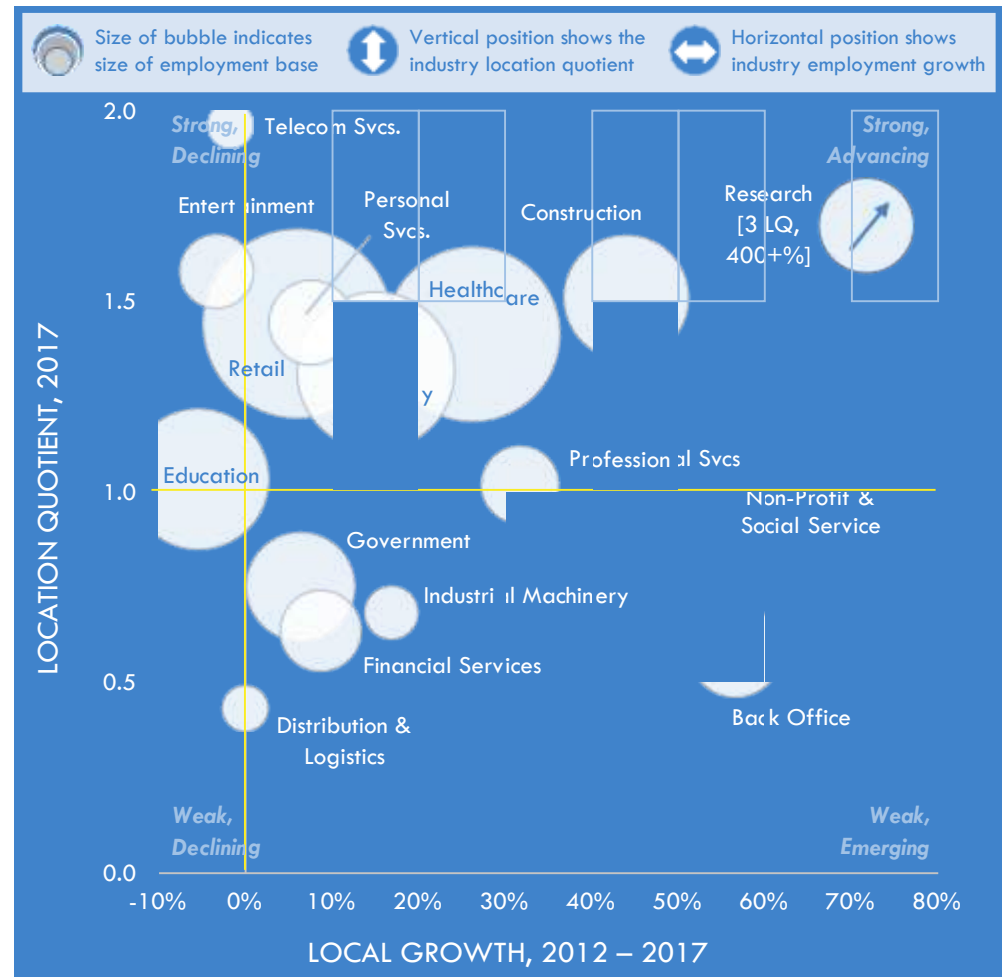 Size of bubble indicates
size of employment base
Vertical position shows the
industry location quotient
Horizontal position shows
industry employment growth
2.0
Strong,
Declining
Telecom Svcs.
Strong,
Advancing
Entertainment
Personal
Svcs.
Construction
Research
[3 LQ,
400+%]
1.5
Healthcare
Retail
y
LOCATION QUOTIENT, 2017
Education
Professional Svcs
1.0
Non-Profit &
Social Service
Government
Industrial Machinery
Financial Services
0.5
Back Office
Distribution &
Logistics
Weak,
Declining
Weak,
Emerging
0.0
-10% 0% 10% 20% 30% 40% 50% 60% 70% 80%
LOCAL GROWTH, 2012 – 2017